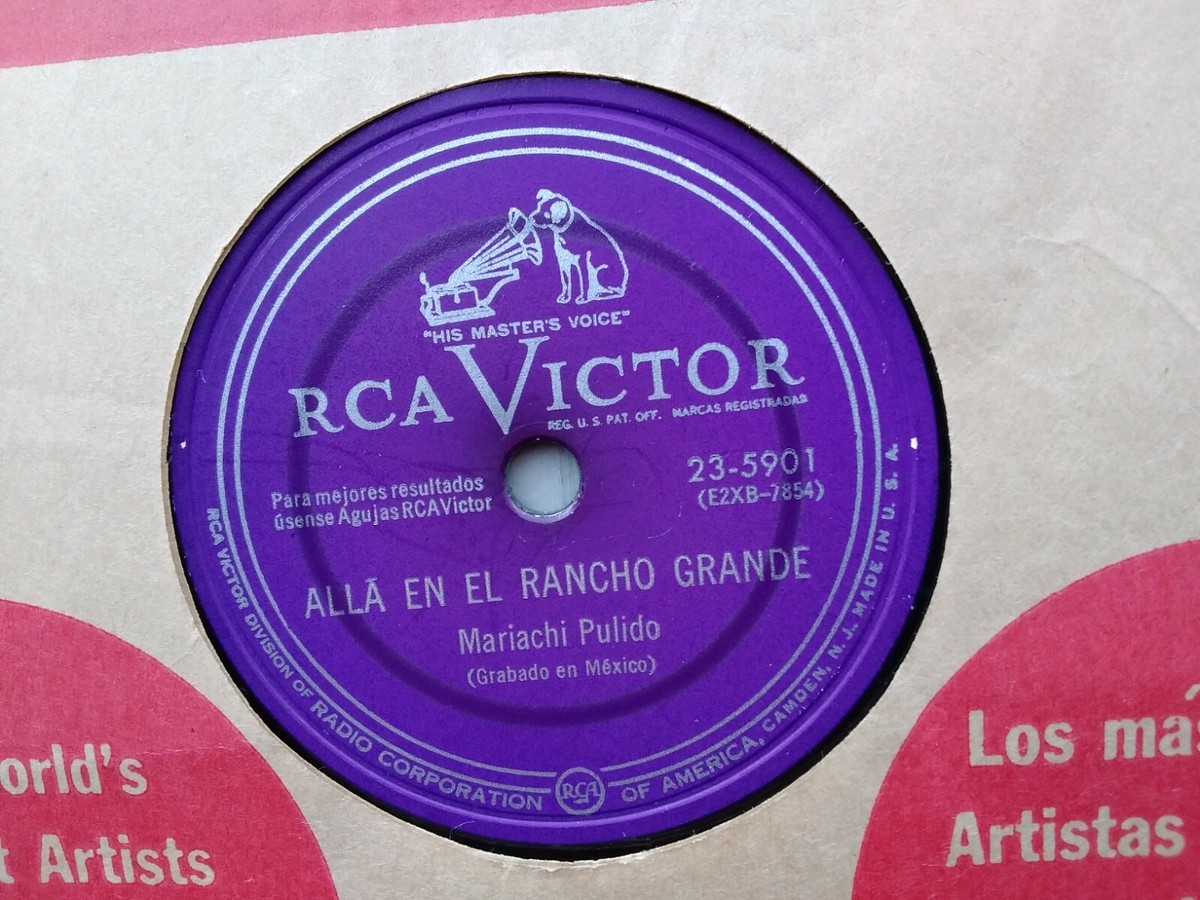 "HIS MASTER'S VOICE"
RCA VICTOR
REG. U. S. PAT. OFF. MARCAS REGISTRADAS
23-5901
(E2XB-7854)
Para mejores resultados
úsense Agujas RCA Victor
ALLÁ EN EL RANCHO GRANDE
Mariachi Pulido
(Grabado en México)
RCA VICTOR DIVISION OF RADIO CORPORATION RCA OF AMERICA, CAMDEN, N. J., MADE IN U. S. A.
orld's
t Artists
Los más
Artistas